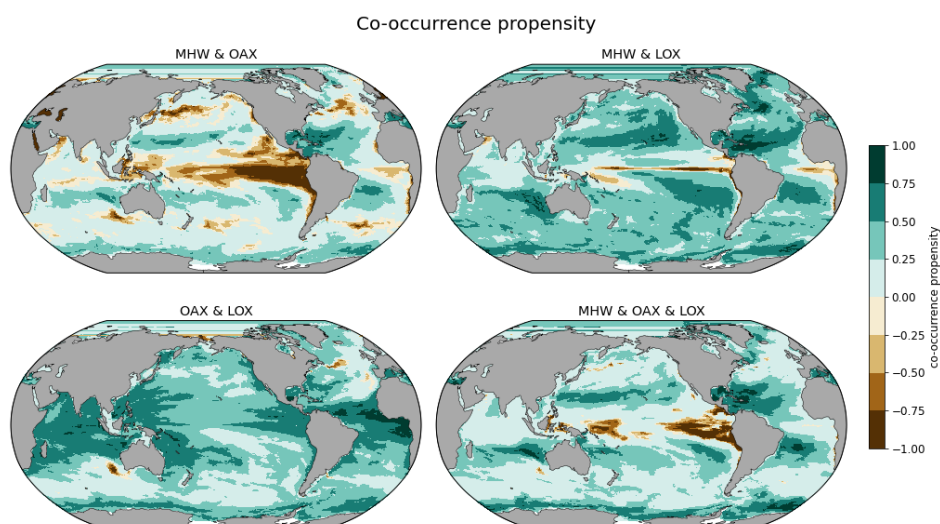 Co-occurrence propensity
MHW & OAX
MHW & LOX
OAX & LOX
MHW & OAX & LOX
1.00
0.75
0.50
0.25
0.00
−0.25
−0.50
−0.75
−1.00
co-occurrence propensity